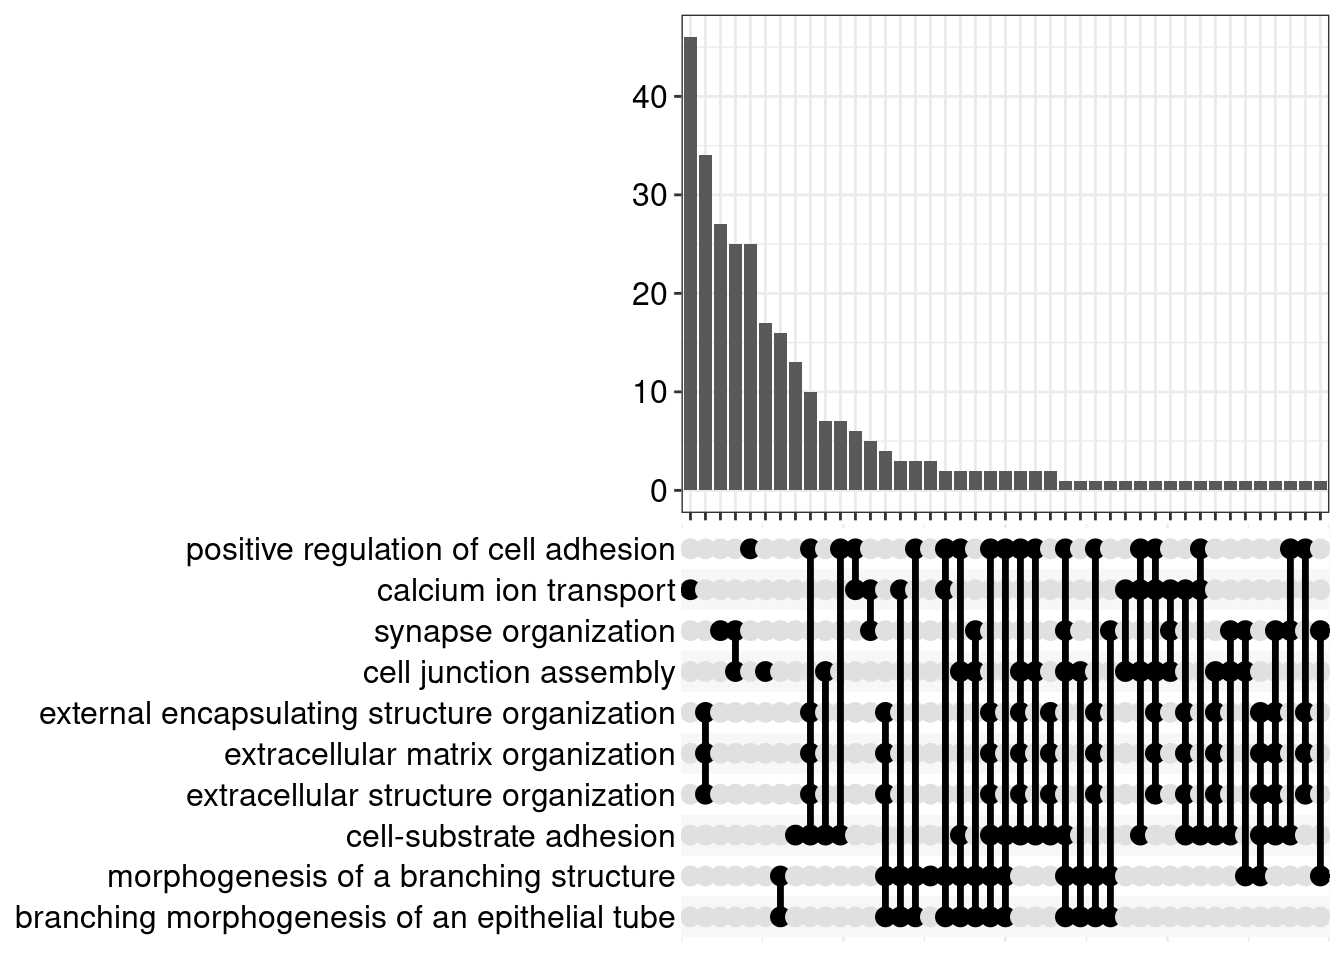 40
30
20
10
0
positive regulation of cell adhesion
calcium ion transport
synapse organization
cell junction assembly
external encapsulating structure organization
extracellular matrix organization
extracellular structure organization
cell-substrate adhesion
morphogenesis of a branching structure
branching morphogenesis of an epithelial tube